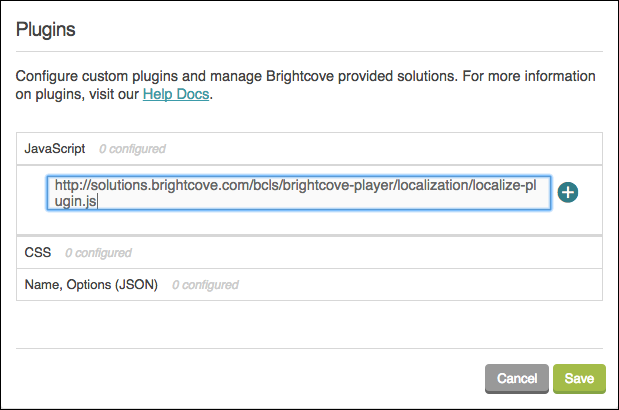 Plugins
Configure custom plugins and manage Brightcove provided solutions. For more information
on plugins, visit our Help Docs.
JavaScript 0 configured
http://solutions.brightcove.com/bcls/brightcove-player/localization/localize-pl
ugin.js
CSS 0 configured
Name, Options (JSON) 0 configured
Cancel Save